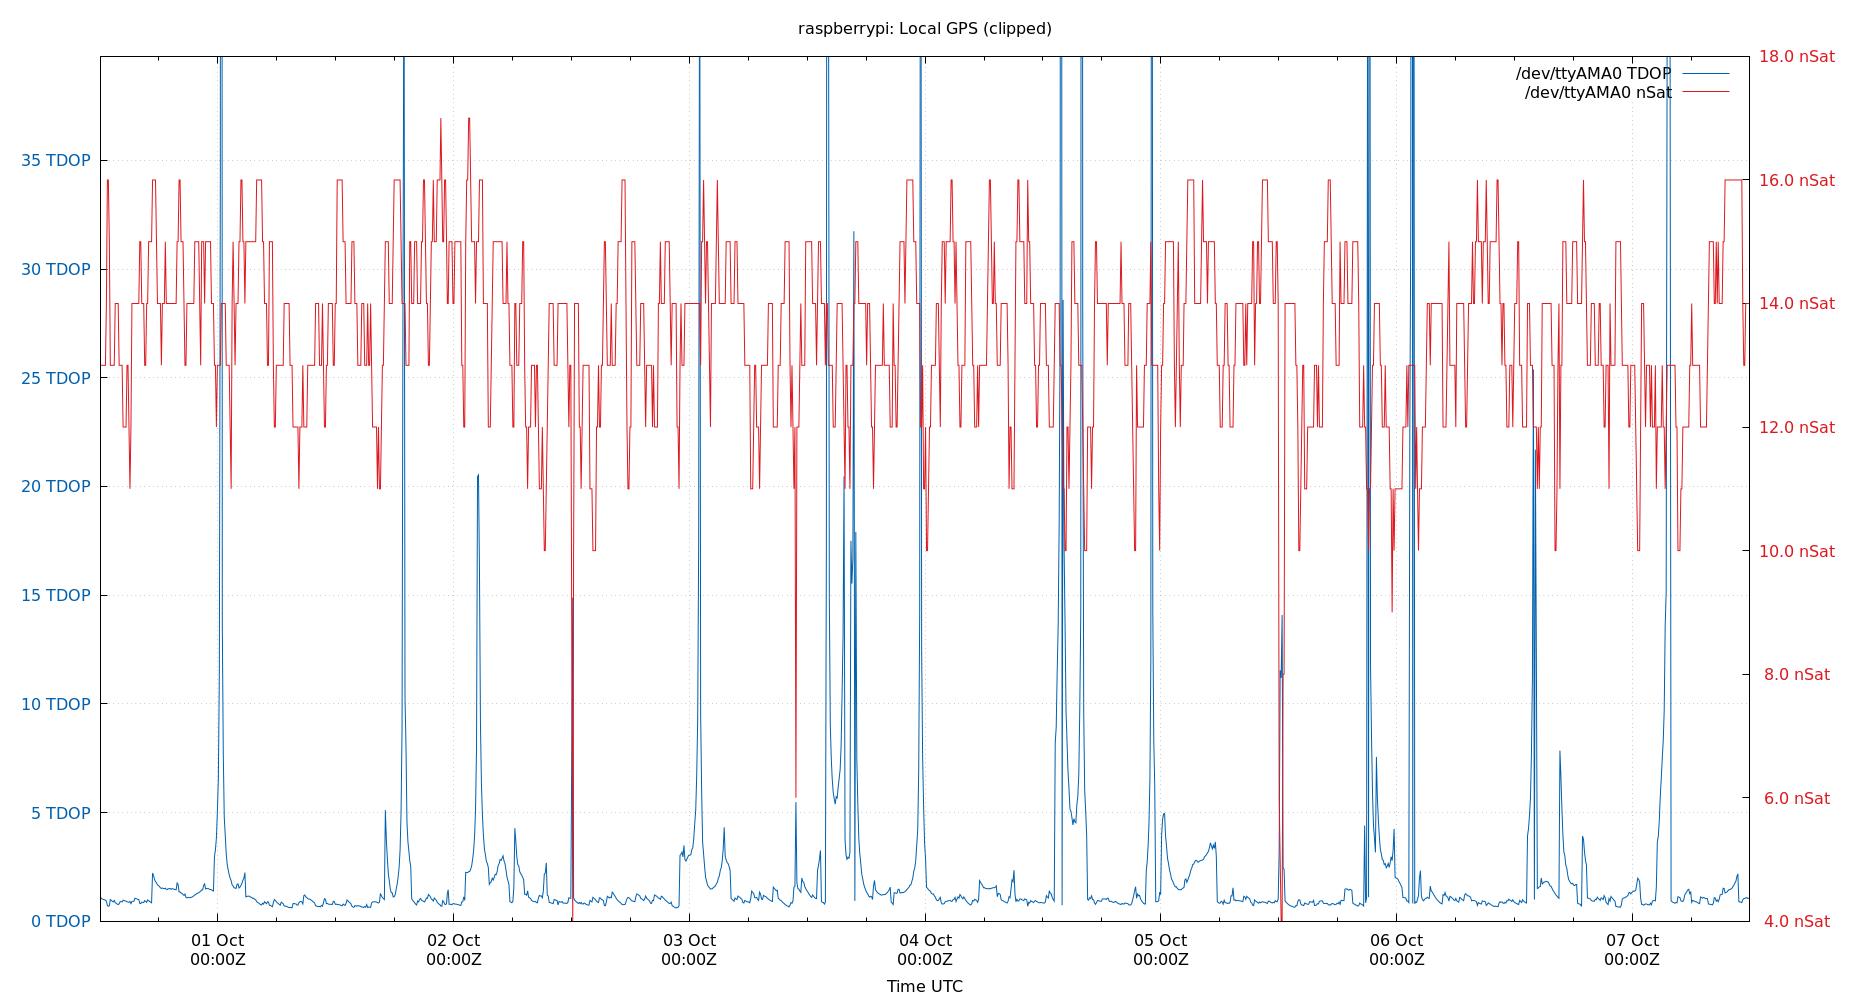 raspberrypi: Local GPS (clipped)
18.0 nSat
/dev/ttyAMA0 TDOP
/dev/ttyAMA0 nSat
35 TDOP
16.0 nSat
30 TDOP
14.0 nSat
25 TDOP
12.0 nSat
20 TDOP
10.0 nSat
15 TDOP
8.0 nSat
10 TDOP
6.0 nSat
5 TDOP
0 TDOP
4.0 nSat
01 Oct 02 Oct 03 Oct 04 Oct 05 Oct 06 Oct 07 Oct
00:00Z 00:00Z 00:00Z 00:00Z 00:00Z 00:00Z 00:00Z
Time UTC